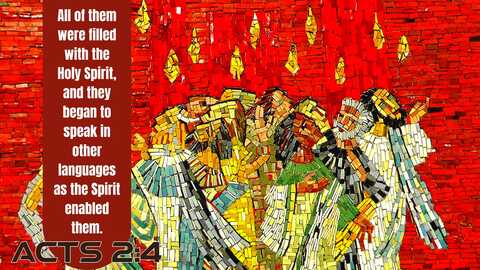 All of them
were filled
with the
Holy Spirit,
and they
began to
speak in
other
languages
as the Spirit
enabled
them.
ACTS 2:4